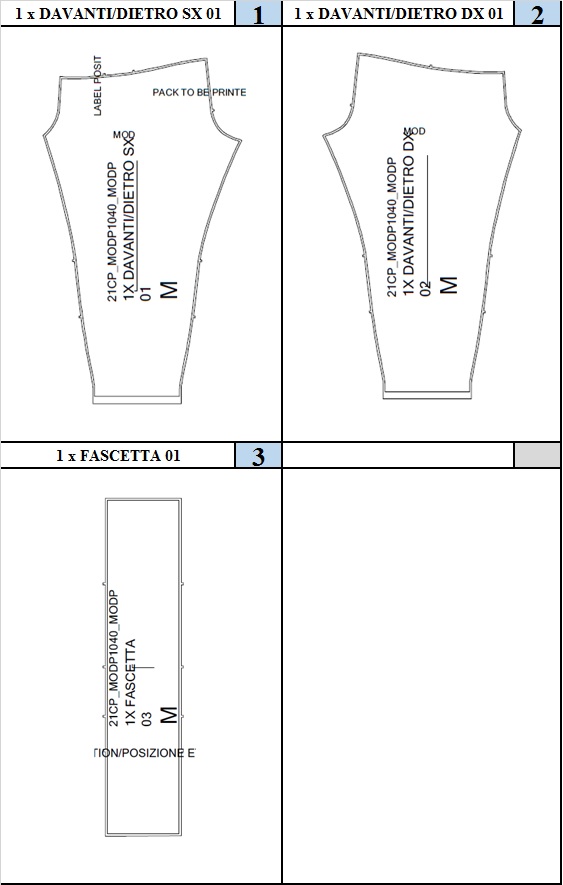 1 x DAVANTI/DIETRO SX 01
1
1 x DAVANTI/DIETRO DX 01
2
LABEL POSIT
PACK TO BE PRINTE
MOD
21CP_MODP1040_MODP
1X DAVANTI/DIETRO SX
01
M
MOD
21CP_MODP1040_MODP
1X DAVANTI/DIETRO DX
02
M
1 x FASCETTA 01
3
21CP_MODP1040_MODP
1X FASCETTA
03
M
TION/POSIZIONE E